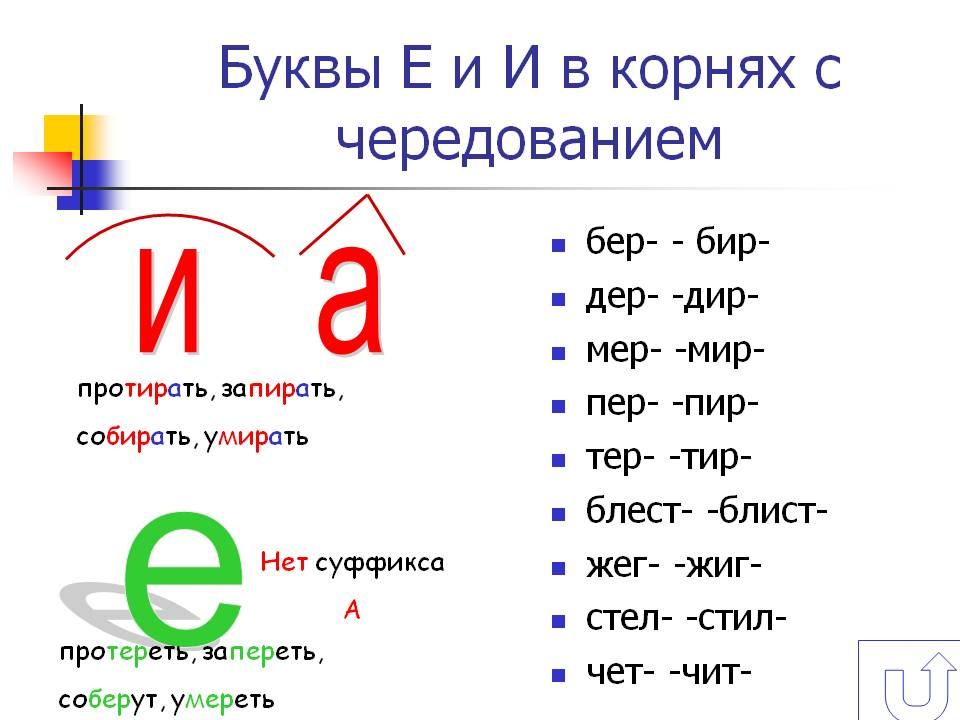 Буквы Е и И в корнях с
чередованием
и а
протирать, запирать,
собирать, умирать
е
Нет суффикса
А
протереть, запереть,
соберут, умереть
бер- - бир-
дер- -дир-
мер- -мир-
пер- -пир-
тер- -тир-
блест- -блист-
жег- -жиг-
стел- -стил-
чет- -чит-